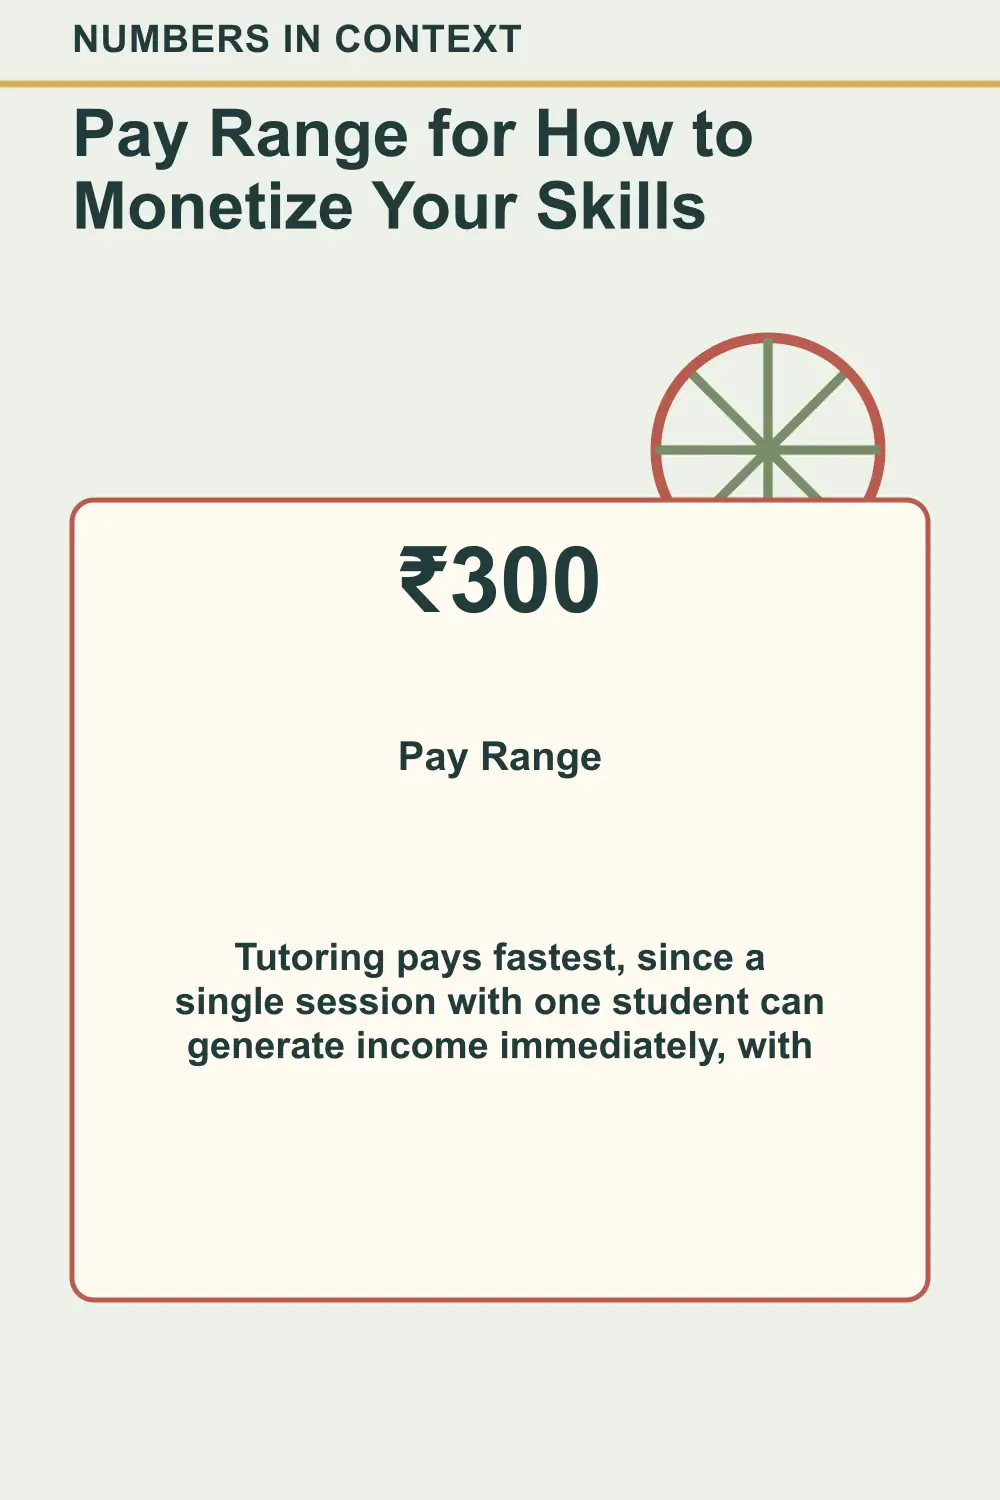 NUMBERS IN CONTEXT
Pay Range for How to
Monetize Your Skills
₹300
Pay Range
Tutoring pays fastest, since a
single session with one student can
generate income immediately, with